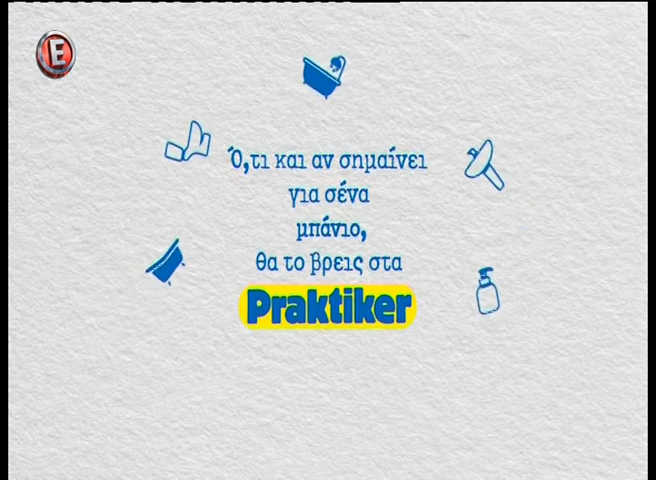 E
Ό,τι και αν σημαίνει
για σένα
μπάνιο,
θα το βρεις στα
Praktiker